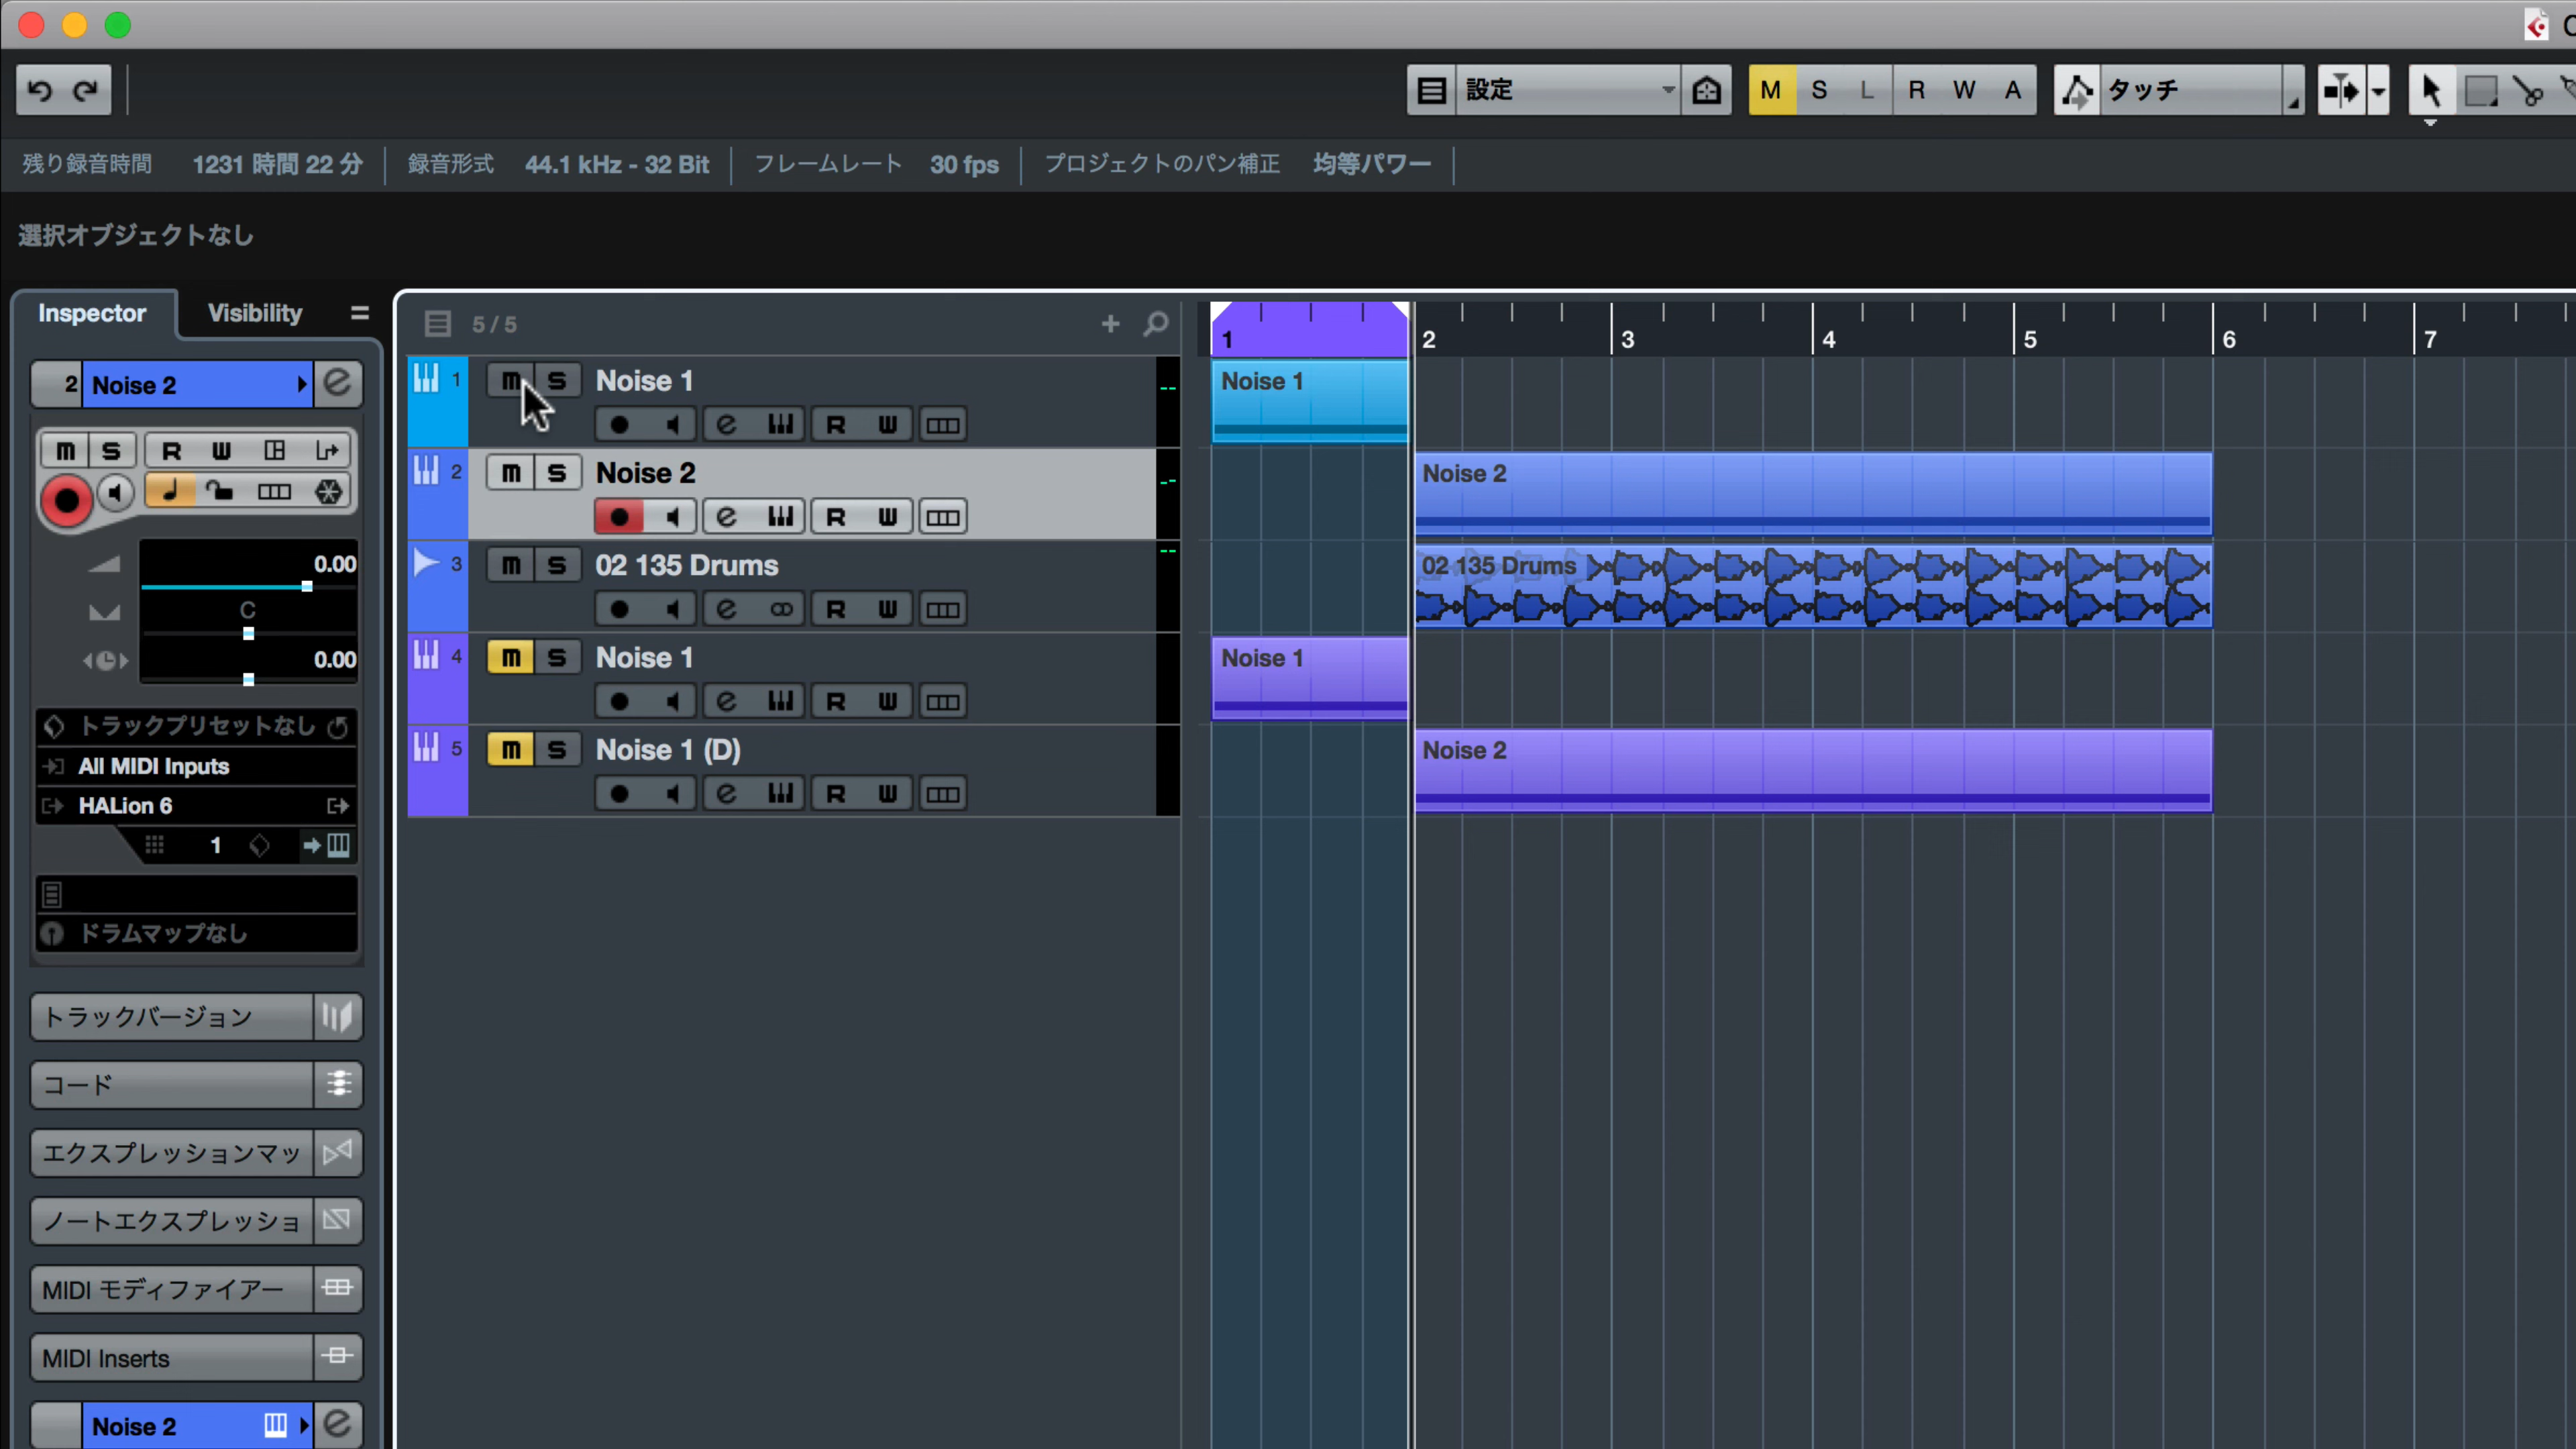 設定 M S L R W A タッチ
残り録音時間 1231 時間 22 分 録音形式 44.1 kHz - 32 Bit フレームレート 30 fps プロジェクトのパン補正 均等パワー
選択オブジェクトなし
Inspector Visibility 5 / 5
1 2 3 4 5 6 7
2 Noise 2
m S R W
0.00
C
0.00
トラックプリセットなし
All MIDI Inputs
HALion 6
1
ドラムマップなし
トラックバージョン
コード
エクスプレッションマッ
ノートエクスプレッショ
MIDI モディファイアー
MIDI Inserts
Noise 2
1 m S Noise 1
R W
2 m S Noise 2
R W
3 m S 02 135 Drums
R W
4 m S Noise 1
R W
5 m S Noise 1 (D)
R W
Noise 1
Noise 2
02 135 Drums
Noise 1
Noise 2